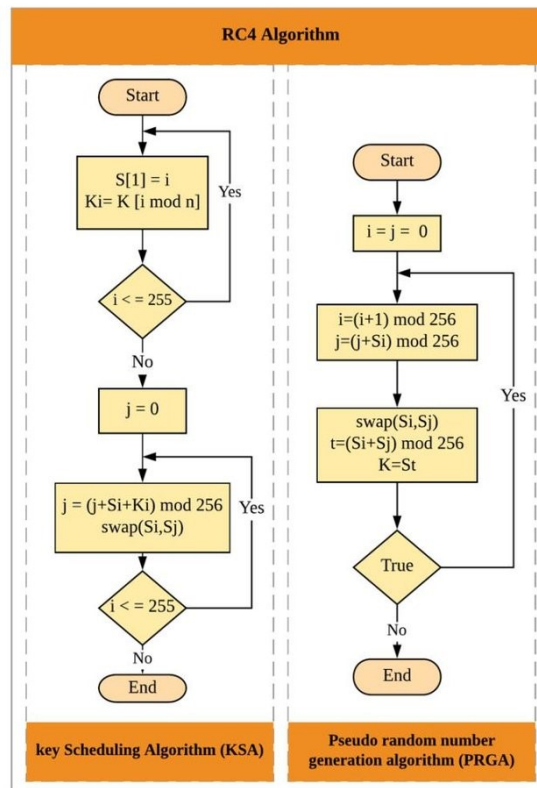 RC4 Algorithm
Start
S[1] = i
Ki= K [i mod n]
Yes
i < = 255
No
j = 0
j = (j+Si+Ki) mod 256
swap(Si,Sj)
Yes
i < = 255
No
End
key Scheduling Algorithm (KSA)
Start
i = j =  0
i=(i+1) mod 256
j=(j+Si) mod 256
Yes
swap(Si,Sj)
t=(Si+Sj) mod 256
K=St
True
No
End
Pseudo random number
generation algorithm (PRGA)